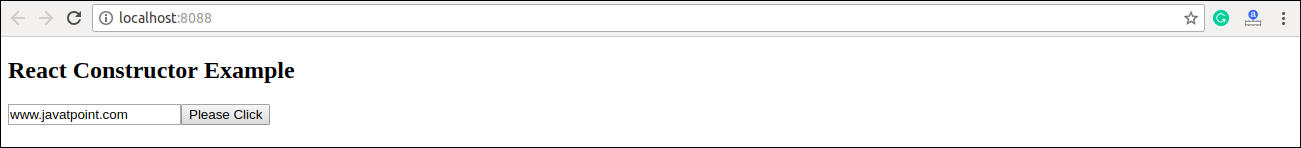 localhost:8088
React Constructor Example
www.javatpoint.com Please Click